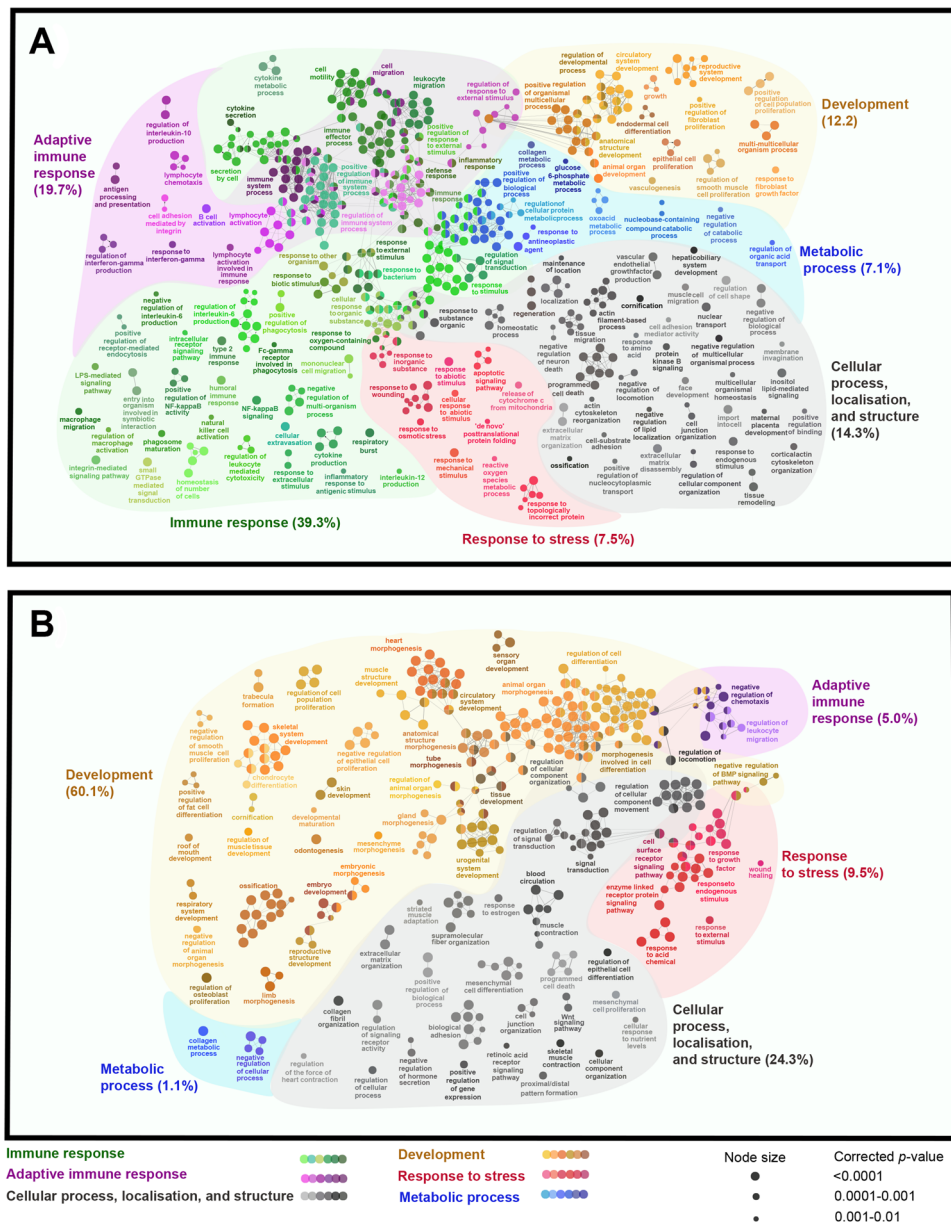 A
cytokine
metabolic
process
cell
motility
cell
migration
leukocyte
migration
regulation of
response to
external stimulus
regulation of
developmental
process
circulatory
system
development
reproductive
system
development
positive
regulation
of organismal
multicellular
process
growth
positive
regulation
of cell population
proliferation
Development
(12.2)
endodermal cell
differentiation
positive
regulation
of fibroblast
proliferation
multi-multicellular
organism process
anatomical
structure
development
animal organ
development
epithelial cell
proliferation
vasculogenesis
regulation of
smooth muscle cell
proliferation
response to
fibroblast
growth factor
Adaptive
immune
response
(19.7%)
regulation of
interleukin-10
production
lymphocyte
chemotaxis
antigen
processing and
presentation
cell adhesion
mediated by
integrin
B cell
activation
lymphocyte
activation
regulation of
interferon-gamma
production
response to
interferon-gamma
lymphocyte
activation
involved in
immune
response
cytokine
secretion
secretion
by cell
immune
effector
process
immune
system
process
positive
regulation
of immune system
process
regulation of
immune system
process
positive
regulation of
response to
external stimulus
defense
response
inflammatory
response
immune
response
collagen
metabolic
process
glucose
6-phosphate
metabolic
process
positive
regulation of
biological
process
regulation of
cellular protein
metabolic process
oxoacid
metabolic
process
nucleobase-containing
compound catabolic
process
negative
regulation
of catabolic
process
response to
antineoplastic
agent
regulation of
organic acid
transport
Metabolic
process (7.1%)
regulation
of signal
transduction
response
to stimulus
response to
external
stimulus
response to other
organism
response to
biotic stimulus
response to
bacterium
cellular
response
to organic
substance
response to
oxygen-containing
compound
negative
regulation of
interleukin-6
production
regulation of
interleukin-6
production
positive
regulation of
phagocytosis
positive
regulation of
receptor-mediated
endocytosis
intracellular
receptor
signaling
pathway
type 2
immune
response
Fc-gamma
receptor
involved in
phagocytosis
mononuclear
cell migration
LPS-mediated
signaling
pathway
entry into
organism
involved in
symbiotic
interaction
positive
regulation of
NF-kappaB
activity
humoral
immune
response
NF-kappaB
signaling
negative
regulation of
multi-organism
process
macrophage
migration
regulation of
macrophage
activation
phagosome
maturation
natural
killer cell
activation
cellular
extravasation
cytokine
production
respiratory
burst
integrin-mediated
signaling pathway
small
GTPase
mediated
signal
transduction
homeostasis
of number
of cells
regulation of
leukocyte
mediated
cytotoxicity
response to
extracellular
stimulus
inflammatory
response to
antigenic stimulus
interleukin-12
production
Immune response (39.3%)
response to
inorganic
substance
response to
abiotic
stimulus
apoptotic
signaling
pathway
response to
wounding
cellular
response to
abiotic stimulus
release of
cytochrome c
from mitochondria
response to
osmotic stress
'de novo'
posttranslational
protein folding
response to
mechanical
stimulus
reactive
oxygen
species
metabolic
process
response to
topologically
incorrect protein
Response to stress (7.5%)
maintenance
of location
localization
regeneration
response to
substance
organic
homeostatic
process
tissue
migration
actin
filament-based
process
vascular
endothelial
growthfactor
production
hepaticobiliary
system development
cornification
musclecell
migration
regulation
of cell shape
nuclear
transport
negative
regulation of
biological
process
cell adhesion
mediator activity
response
to amino
acid
negative
regulation
of neuron
death
protein
kinase B
signaling
negative
regulation of
multicellular
organismal process
membrane
invagination
programmed
cell death
negative
regulation of
locomotion
face
development
multicellular
organismal
homeostasis
inositol
lipid-mediated
signaling
extracellular
matrix
organization
cytoskeleton
organization
negative
regulation
of lipid
localization
cell
junction
organization
import
intocell
maternal
placenta
development
positive
regulation
of binding
cell-substrate
adhesion
ossification
extracellular
matrix
disassembly
response to
endogenous
stimulus
corticalactin
cytoskeleton
organization
positive
regulation of
nucleocytoplasmic
transport
regulation of
cellular component
organization
tissue
remodeling
Cellular
process,
localisation,
and structure
(14.3%)
B
heart
morphogenesis
sensory
organ
development
regulation of cell
differentiation
muscle
structure
development
animal organ
morphogenesis
trabecula
formation
regulation of cell
population
proliferation
circulatory
system development
negative
regulation of
chemotaxis
Adaptive
immune
response (5.0%)
regulation of
leukocyte
migration
negative
regulation
of smooth
muscle cell
proliferation
skeletal
system
development
chondrocyte
differentiation
negative
regulation of
epithelial cell
proliferation
anatomical
structure
morphogenesis
tube
morphogenesis
morphogenesis
involved in cell
differentiation
regulation of
locomotion
regulation of
cellular component
organization
negative regulation
of BMP signaling
pathway
Development
(60.1%)
positive
regulation
of fat cell
differentiation
cornification
skin
development
regulation of
animal organ
morphogenesis
tissue
development
regulation of
cellular
component
movement
developmental
maturation
gland
morphogenesis
roof of
mouth
development
regulation of
muscletissue
development
odontogenesis
mesenchyme
morphogenesis
urogenital
system
development
regulation
of signal
transduction
signal
transduction
cell
surface
receptor
signaling
pathway
response
to growth
factor
wound
healing
Response
to stress (9.5%)
embryonic
morphogenesis
embryo
development
ossification
respiratory
system
development
blood
circulation
enzyme linked
receptor protein
signaling
pathway
responseto
endogenous
stimulus
striated
muscle
adaptation
response
to estrogen
muscle
contraction
supramolecular
fiber organization
response to
external
stimulus
negative
regulation
of animal
organ
morphogenesis
reproductive
structure
development
extracellular
matrix
organization
response
to acid
chemical
regulation of
epithelial cell
differentiation
regulation of
osteoblast
proliferation
limb
morphogenesis
positive
regulation of
biological
process
mesenchymal
cell differentiation
programmed
cell death
mesenchymal
cell proliferation
collagen
fibril
organization
regulation
of signaling
receptor
activity
biological
adhesion
cell
junction
organization
Wnt
signaling
pathway
cellular
response to
nutrient levels
Cellular
process,
localisation,
and structure (24.3%)
collagen
metabolic
process
negative
regulation
of cellular
process
Metabolic
process (1.1%)
regulation
of the force of
heart contraction
regulation of
cellular
process
negative
regulation
of hormone
secretion
positive
regulation
of gene
expression
retinoic acid
receptor signaling
pathway
skeletal
muscle
contraction
proximal/distal
pattern formation
cellular
component
organization
Immune response
Adaptive immune response
Cellular process, localisation, and structure
Development
Response to stress
Metabolic process
Node size
Corrected p-value
<0.0001
0.0001-0.001
0.001-0.01